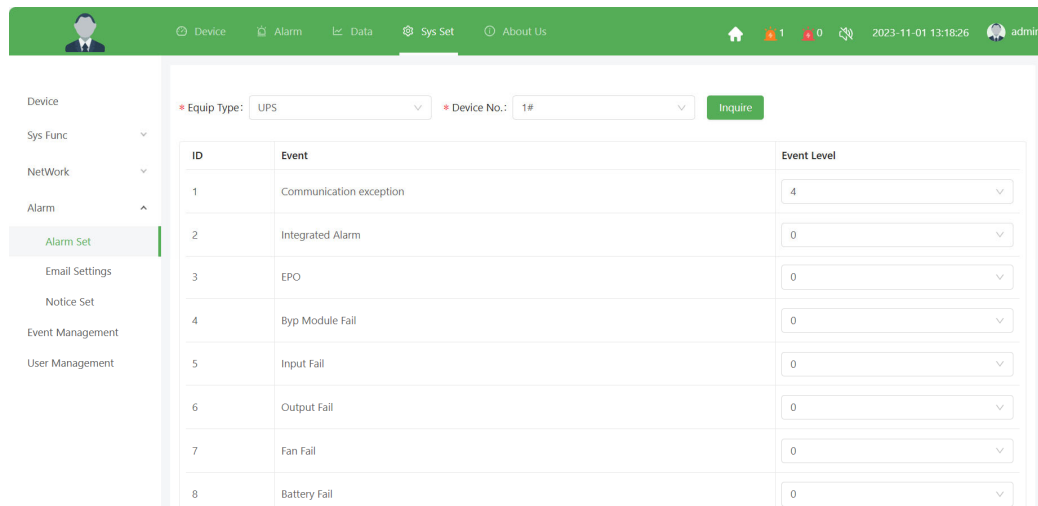 Device Alarm Data Sys Set About Us 1 0 2023-11-01 13:18:26 admin
Device
Sys Func
NetWork
Alarm
Alarm Set
Email Settings
Notice Set
Event Management
User Management
* Equip Type: UPS * Device No.: 1# Inquire
ID Event Event Level
1 Communication exception 4
2 Integrated Alarm 0
3 EPO 0
4 Byp Module Fail 0
5 Input Fail 0
6 Output Fail 0
7 Fan Fail 0
8 Battery Fail 0